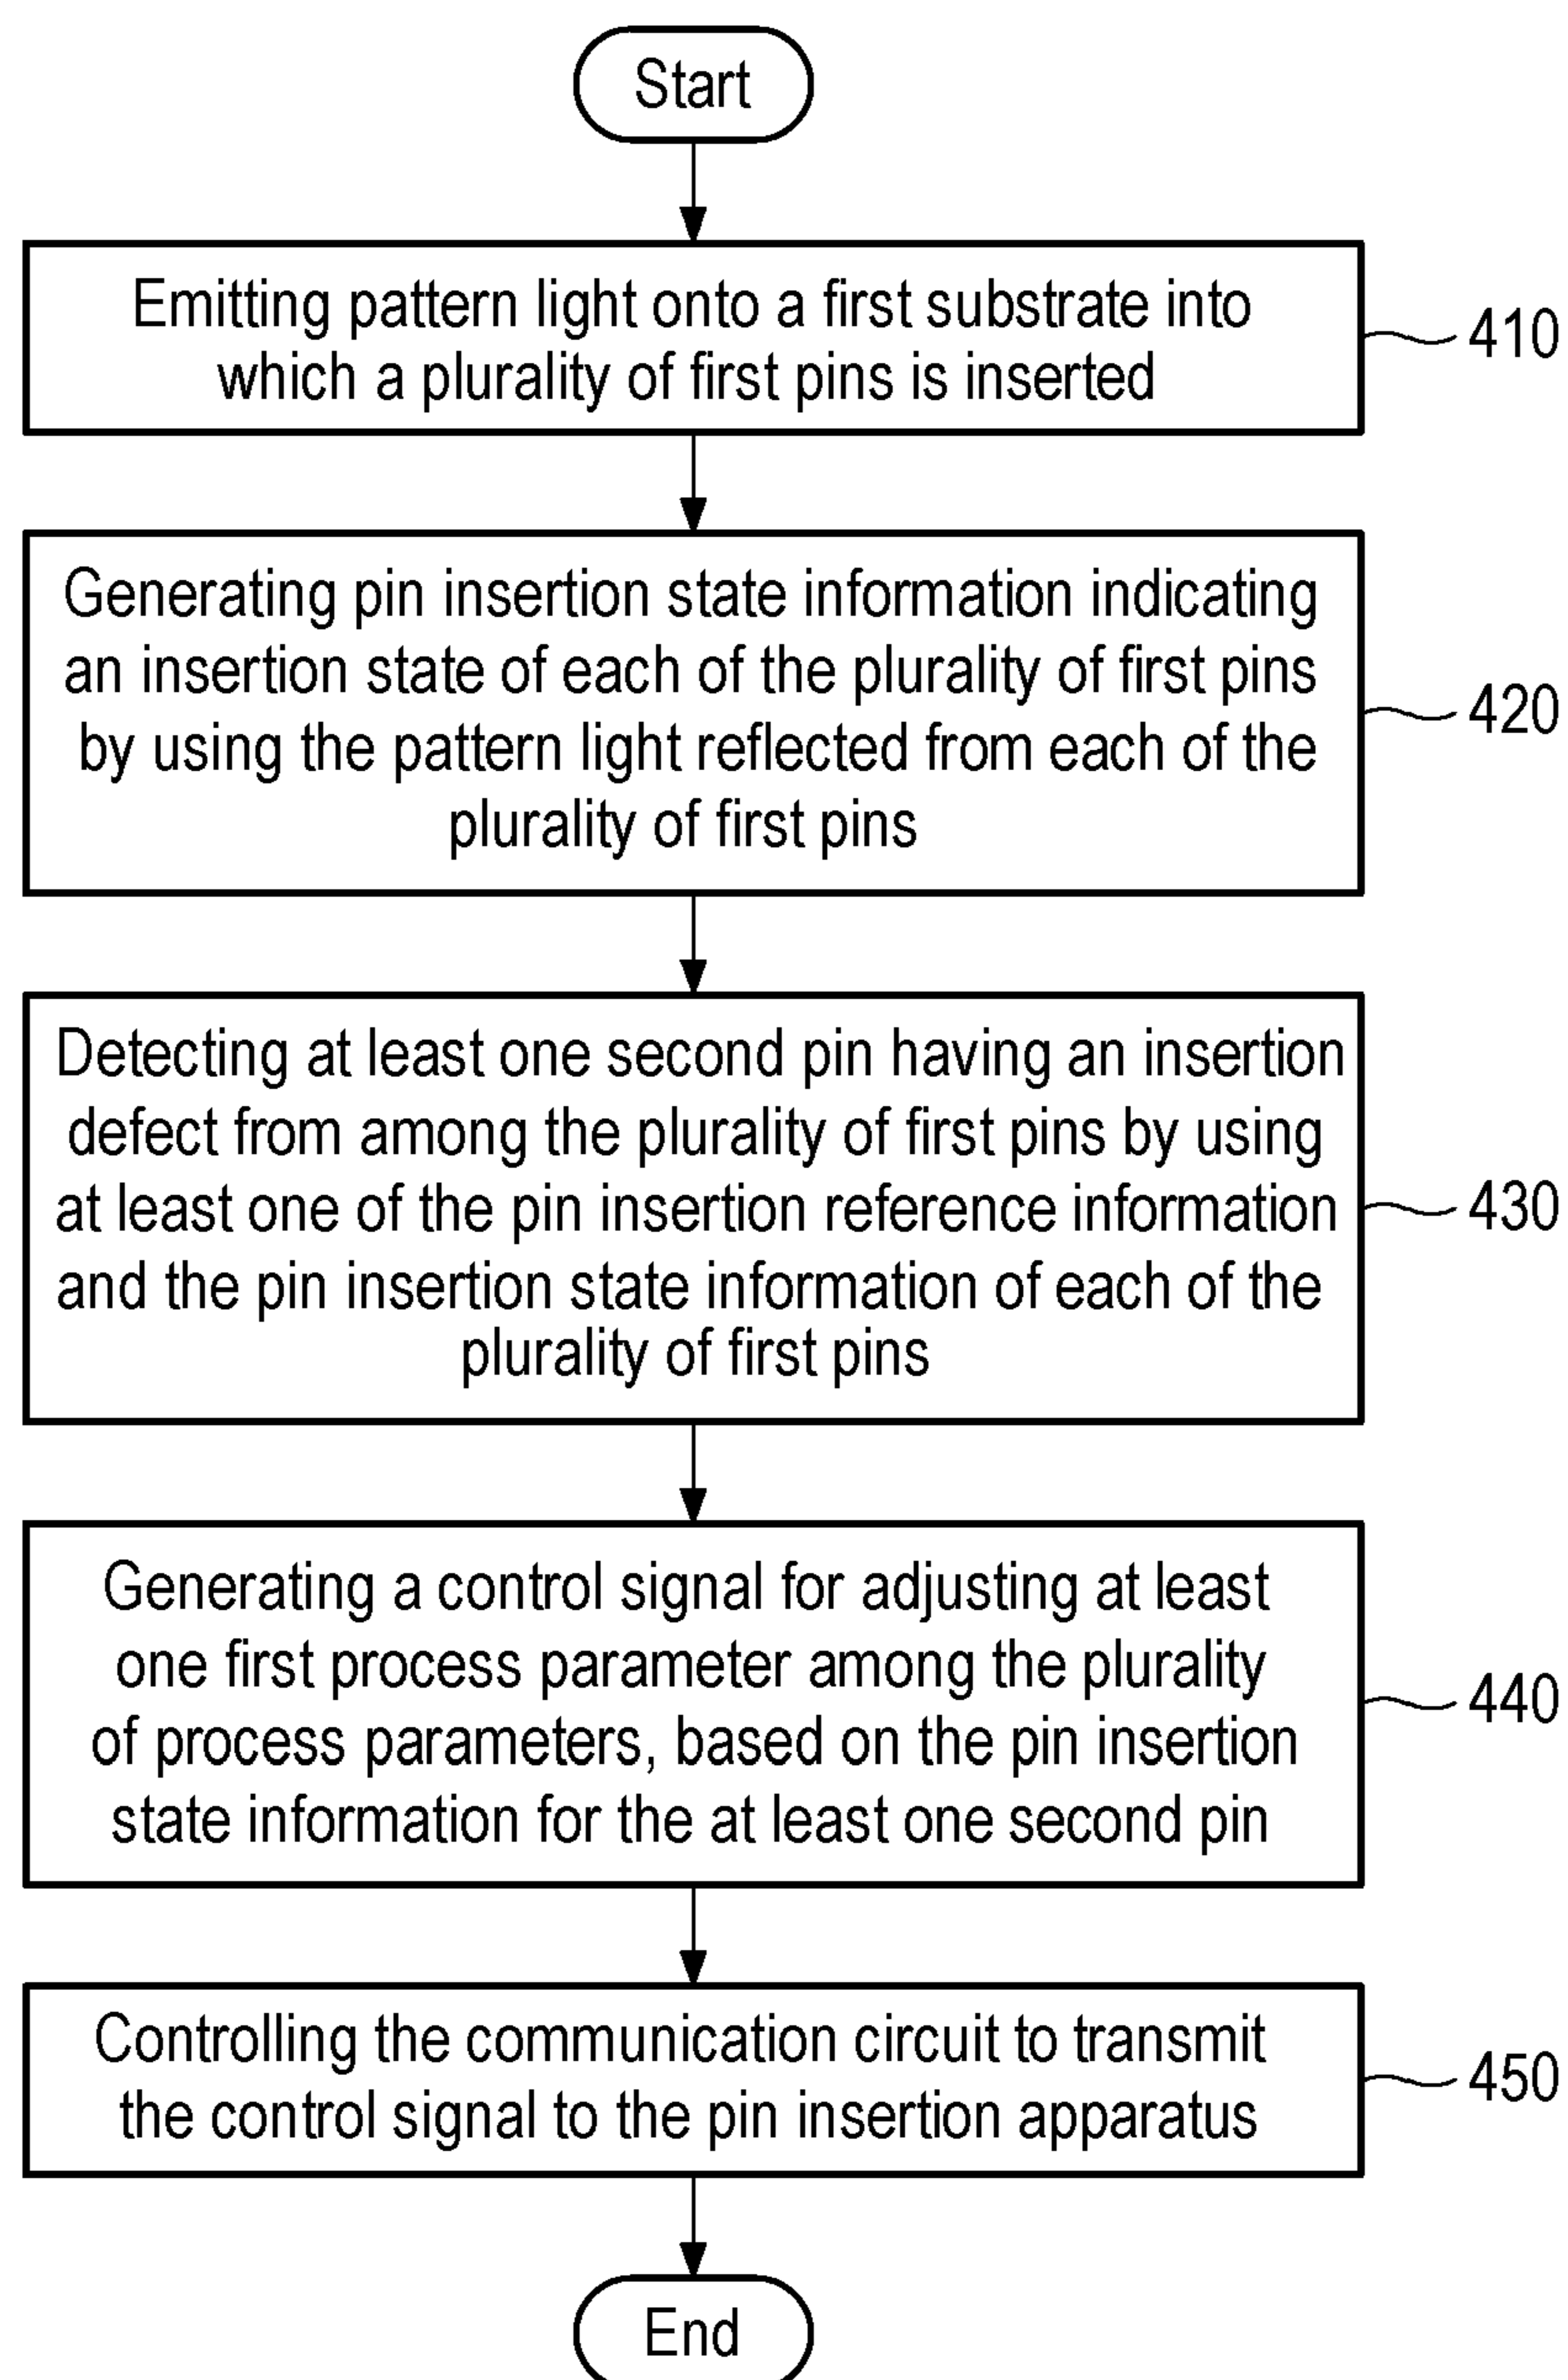 Start
Emitting pattern light onto a first substrate into
which a plurality of first pins is inserted
410
Generating pin insertion state information indicating
an insertion state of each of the plurality of first pins
by using the pattern light reflected from each of the
plurality of first pins
420
Detecting at least one second pin having an insertion
defect from among the plurality of first pins by using
at least one of the pin insertion reference information
and the pin insertion state information of each of the
plurality of first pins
430
Generating a control signal for adjusting at least
one first process parameter among the plurality
of process parameters, based on the pin insertion
state information for the at least one second pin
440
Controlling the communication circuit to transmit
the control signal to the pin insertion apparatus
450
End